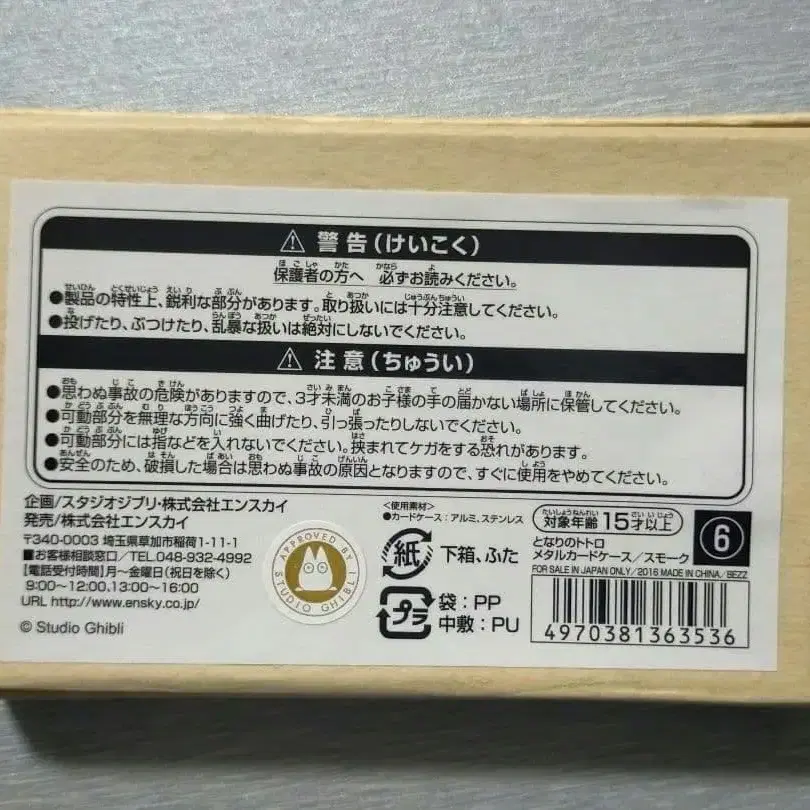 ⚠ 警告(けいこく)
保護者の方へ 必ずお読みください。
●製品の特性上、鋭利な部分があります。取り扱いには十分注意してください。
●投げたり、ぶつけたり、乱暴な扱いは絶対にしないでください。
⚠ 注意(ちゅうい)
●思わぬ事故の危険がありますので、3才未満のお子様の手の届かない場所に保管してください。
●可動部分を無理な方向に強く曲げたり、引っ張ったりしないでください。
●可動部分には指などを入れないでください。挟まれてケガをする恐れがあります。
●安全のため、破損した場合は思わぬ事故の原因となりますので、すぐに使用をやめてください。
企画/スタジオジブリ・株式会社エンスカイ
発売/株式会社エンスカイ
〒340-0003 埼玉県草加市稲荷1-11-1
■お客様相談窓口/TEL.048-932-4992
[電話受付時間]月〜金曜日(祝日を除く)
9:00〜12:00、13:00〜16:00
URL http://www.ensky.co.jp/
© Studio Ghibli
APPROVED BY
STUDIO GHIBLI
<使用素材>
●カードケース:アルミ、ステンレス
紙 下箱、ふた
プラ 袋:PP
中敷:PU
対象年齢 15才以上
たいしょうねんれい さいいじょう
6
となりのトトロ
メタルカードケース/スモーク
FOR SALE IN JAPAN ONLY/2016 MADE IN CHINA/BEZZ
4970381363536